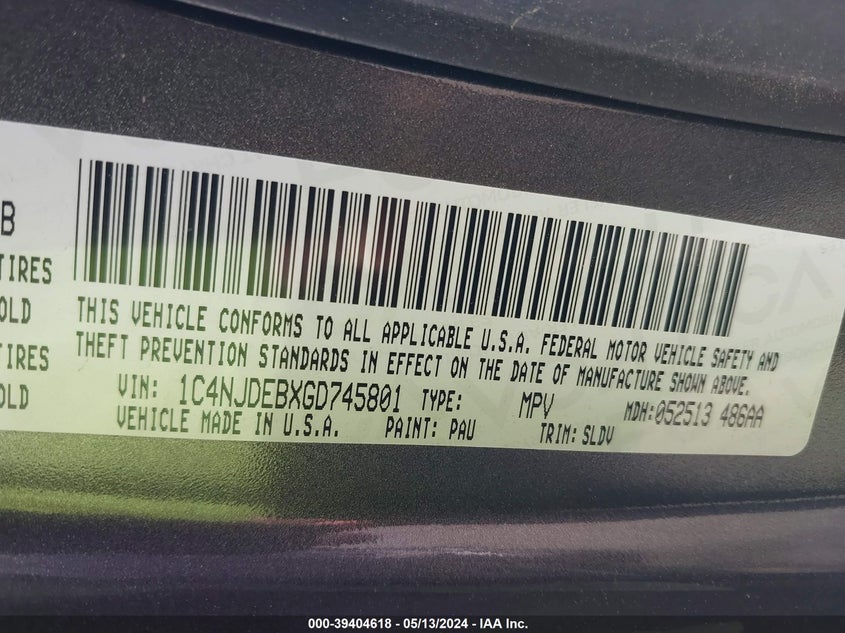 B
TIRES
OLD
TIRES
OLD
THIS VEHICLE CONFORMS TO ALL APPLICABLE U.S.A. FEDERAL MOTOR VEHICLE SAFETY AND
THEFT PREVENTION STANDARDS IN EFFECT ON THE DATE OF MANUFACTURE SHOWN ABOVE.
VIN: 1C4NJDEBXGD745801 TYPE: MPV MDH:052513 486AA
VEHICLE MADE IN U.S.A. PAINT: PAU TRIM: SLDV
000-39404618 - 05/13/2024 - IAA Inc.